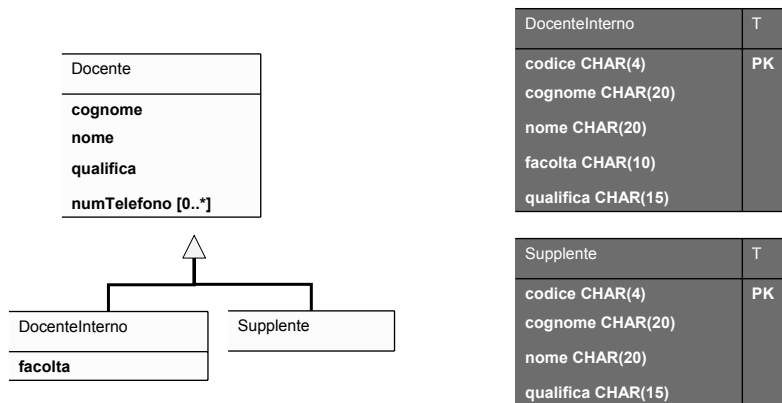 Docente
cognome
nome
qualifica
numTelefono [0..*]
DocenteInterno
facolta
Supplente
DocenteInterno T
codice CHAR(4) PK
cognome CHAR(20)
nome CHAR(20)
facolta CHAR(10)
qualifica CHAR(15)
Supplente T
codice CHAR(4) PK
cognome CHAR(20)
nome CHAR(20)
qualifica CHAR(15)